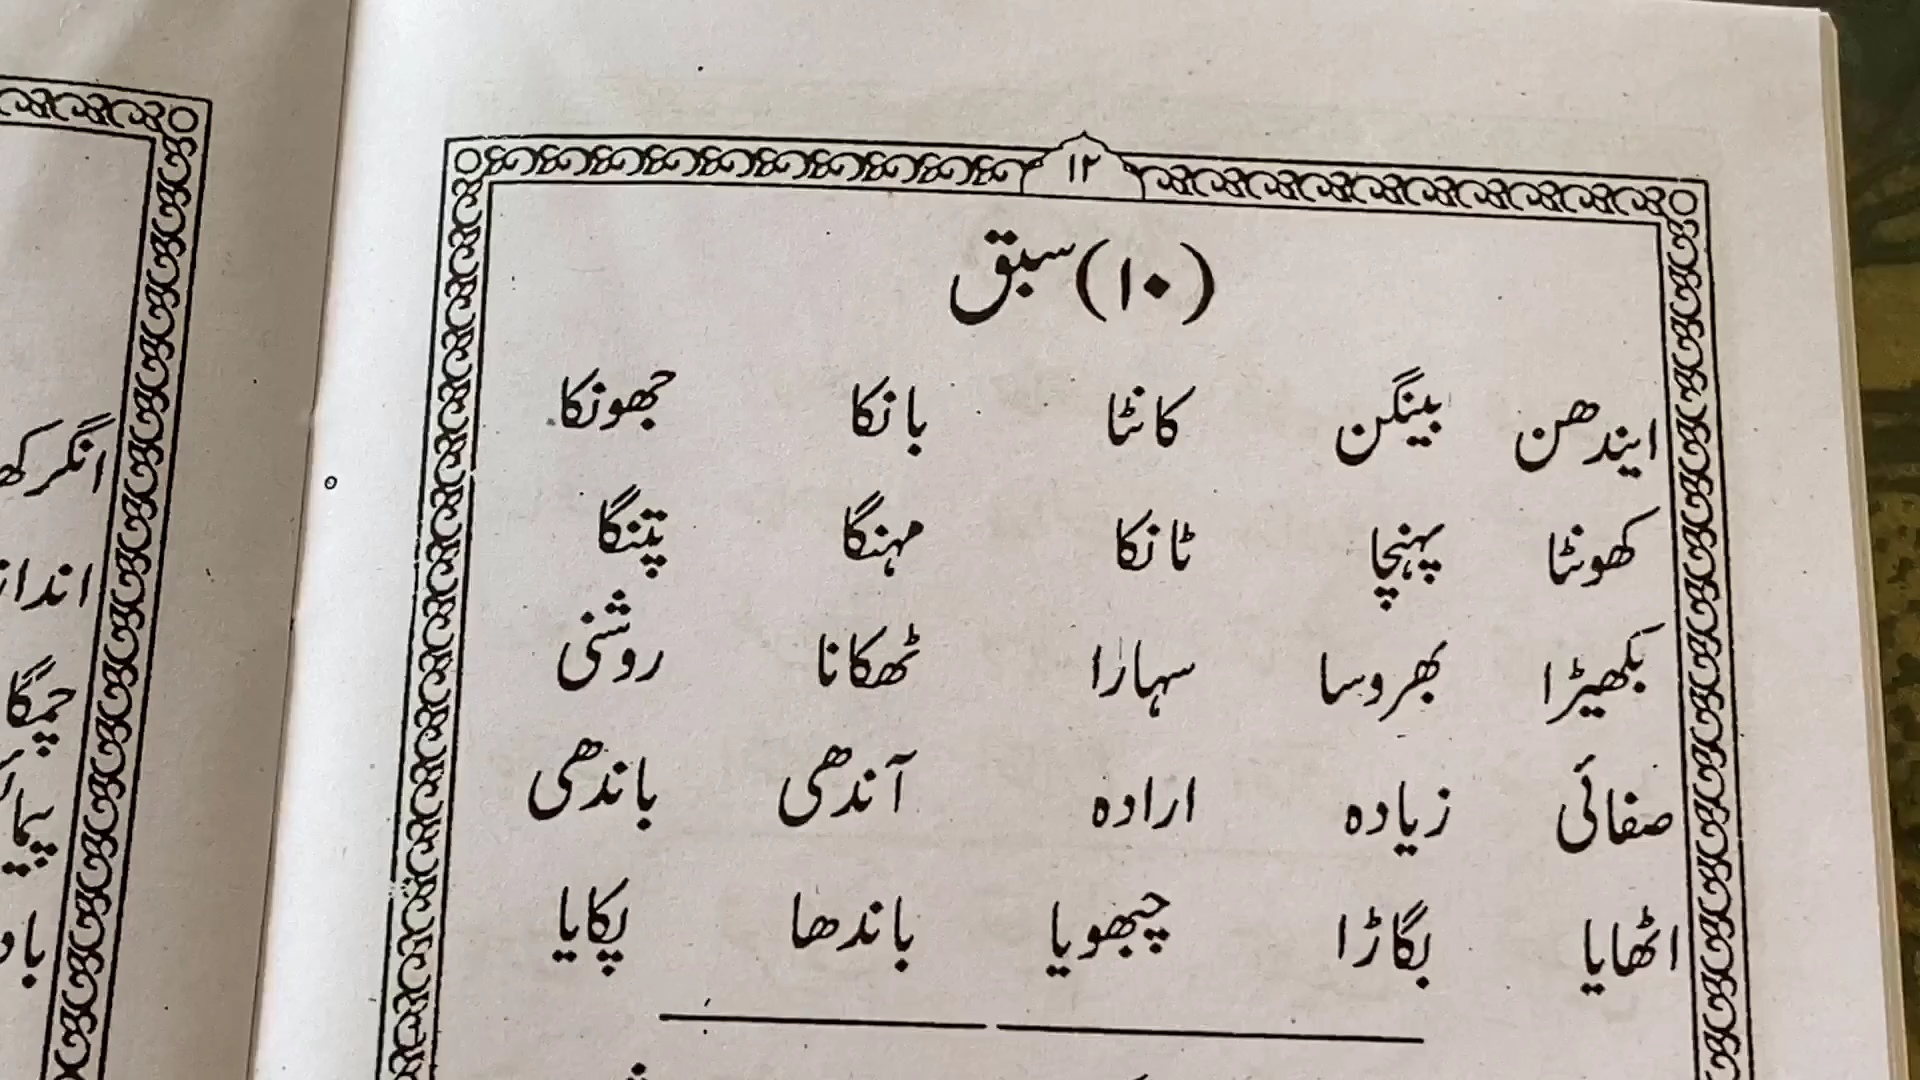 ۱۲
(۱۰) سبق
ایندھن بینگن کانٹا بانکا جھونکا
کھونٹا پہنچا ٹانکا مہنگا پتنگا
بکھیڑا بھروسا سہارا ٹھکانا روشنی
صفائی زیادہ ارادہ آندھی باندھی
اٹھایا بگاڑا چبھویا باندھا پکایا